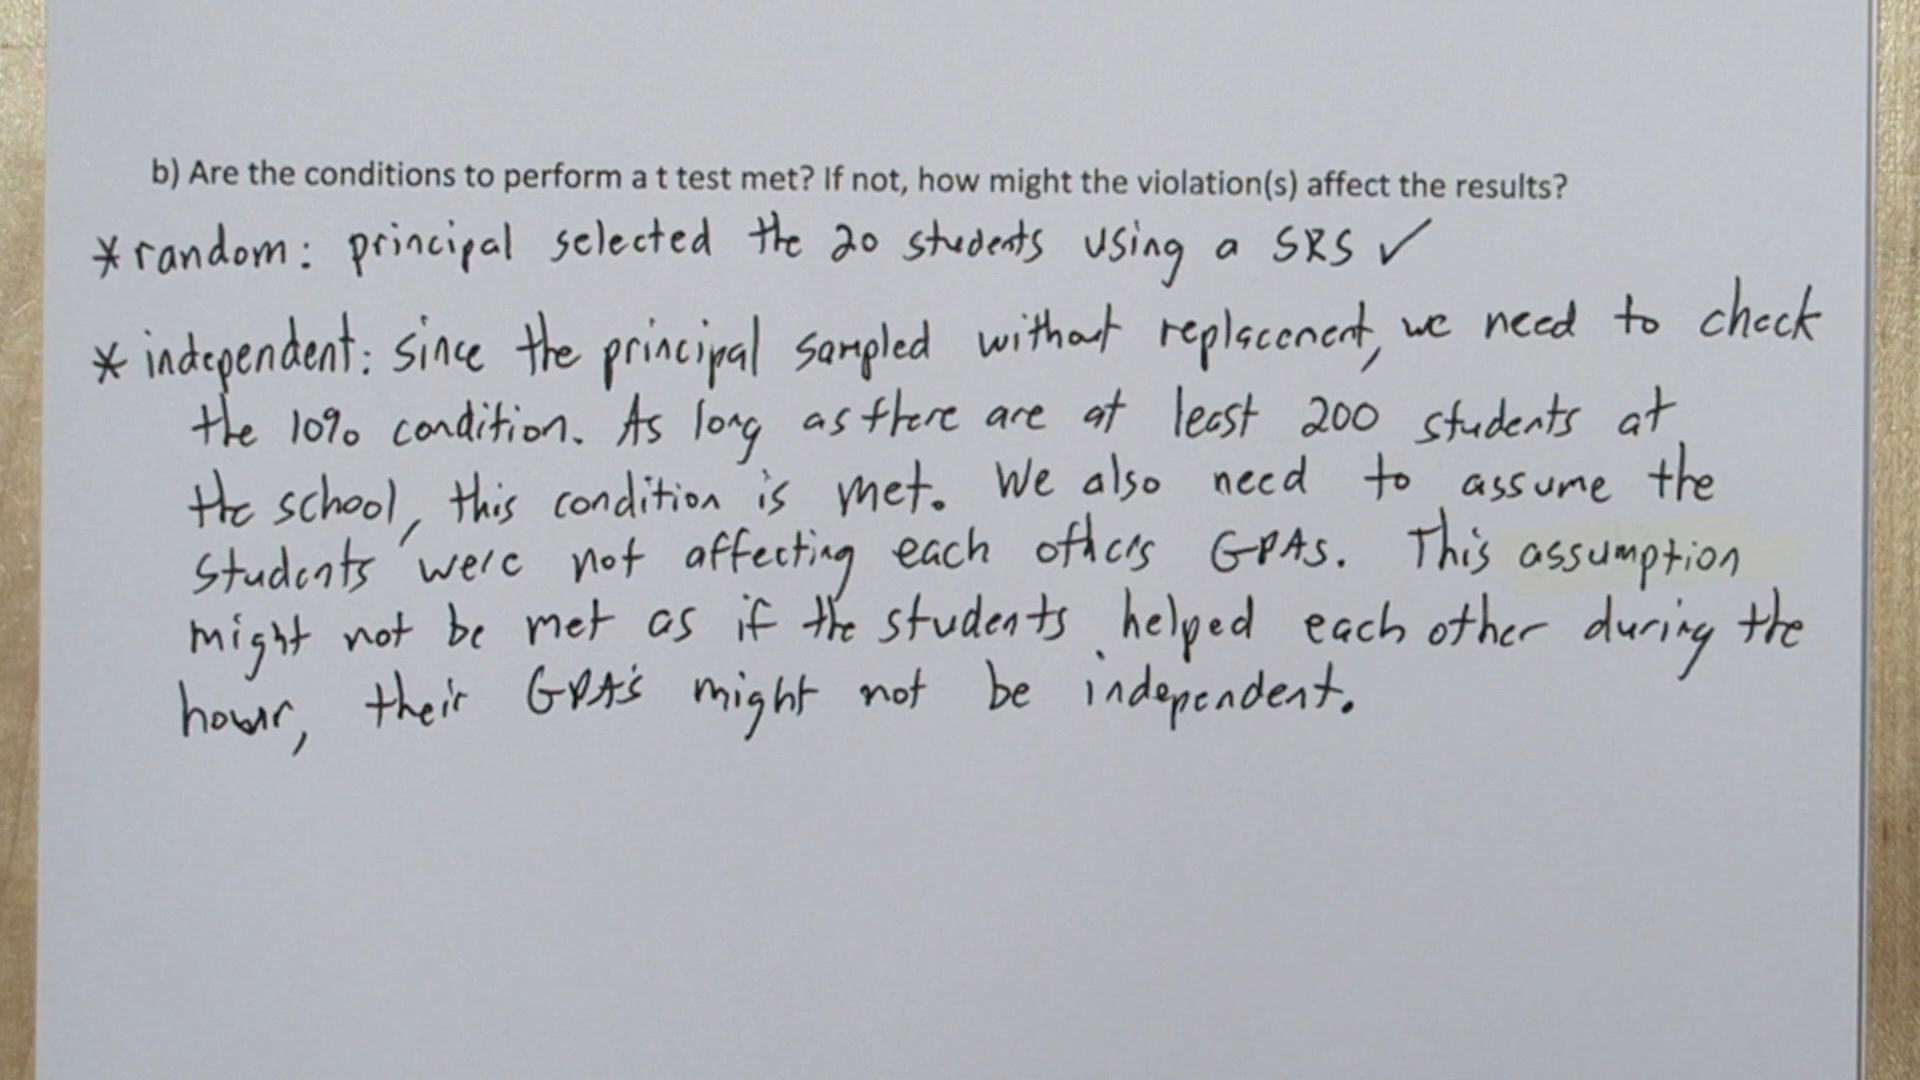 b) Are the conditions to perform a t test met? If not, how might the violation(s) affect the results?
* random: principal selected the 20 students using a SRS ✓
* independent: since the principal sampled without replacement, we need to check
the 10% condition. As long as there are at least 200 students at
the school, this condition is met. We also need to assume the
students were not affecting each others GPAs. This assumption
might not be met as if the students helped each other during the
hour, their GPA's might not be independent.